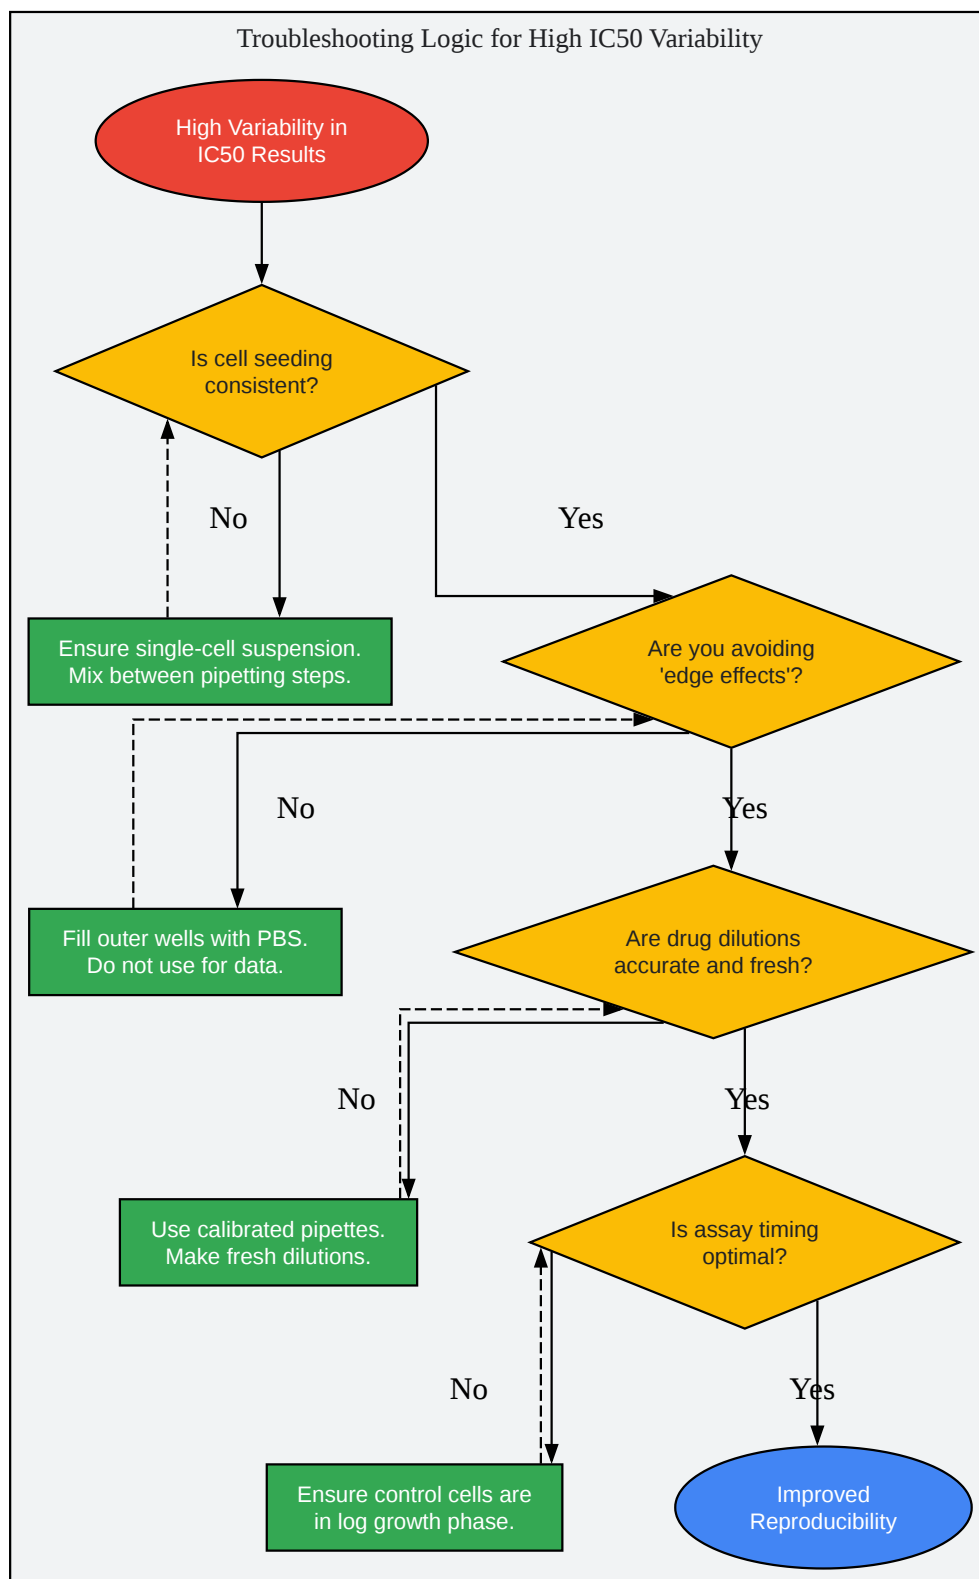 Troubleshooting Logic for High IC50 Variability
High Variability in
IC50 Results
Is cell seeding
consistent?
No
Yes
Ensure single-cell suspension.
Mix between pipetting steps.
Are you avoiding
'edge effects'?
No
Yes
Fill outer wells with PBS.
Do not use for data.
Are drug dilutions
accurate and fresh?
No
Yes
Use calibrated pipettes.
Make fresh dilutions.
Is assay timing
optimal?
No
Yes
Ensure control cells are
in log growth phase.
Improved
Reproducibility